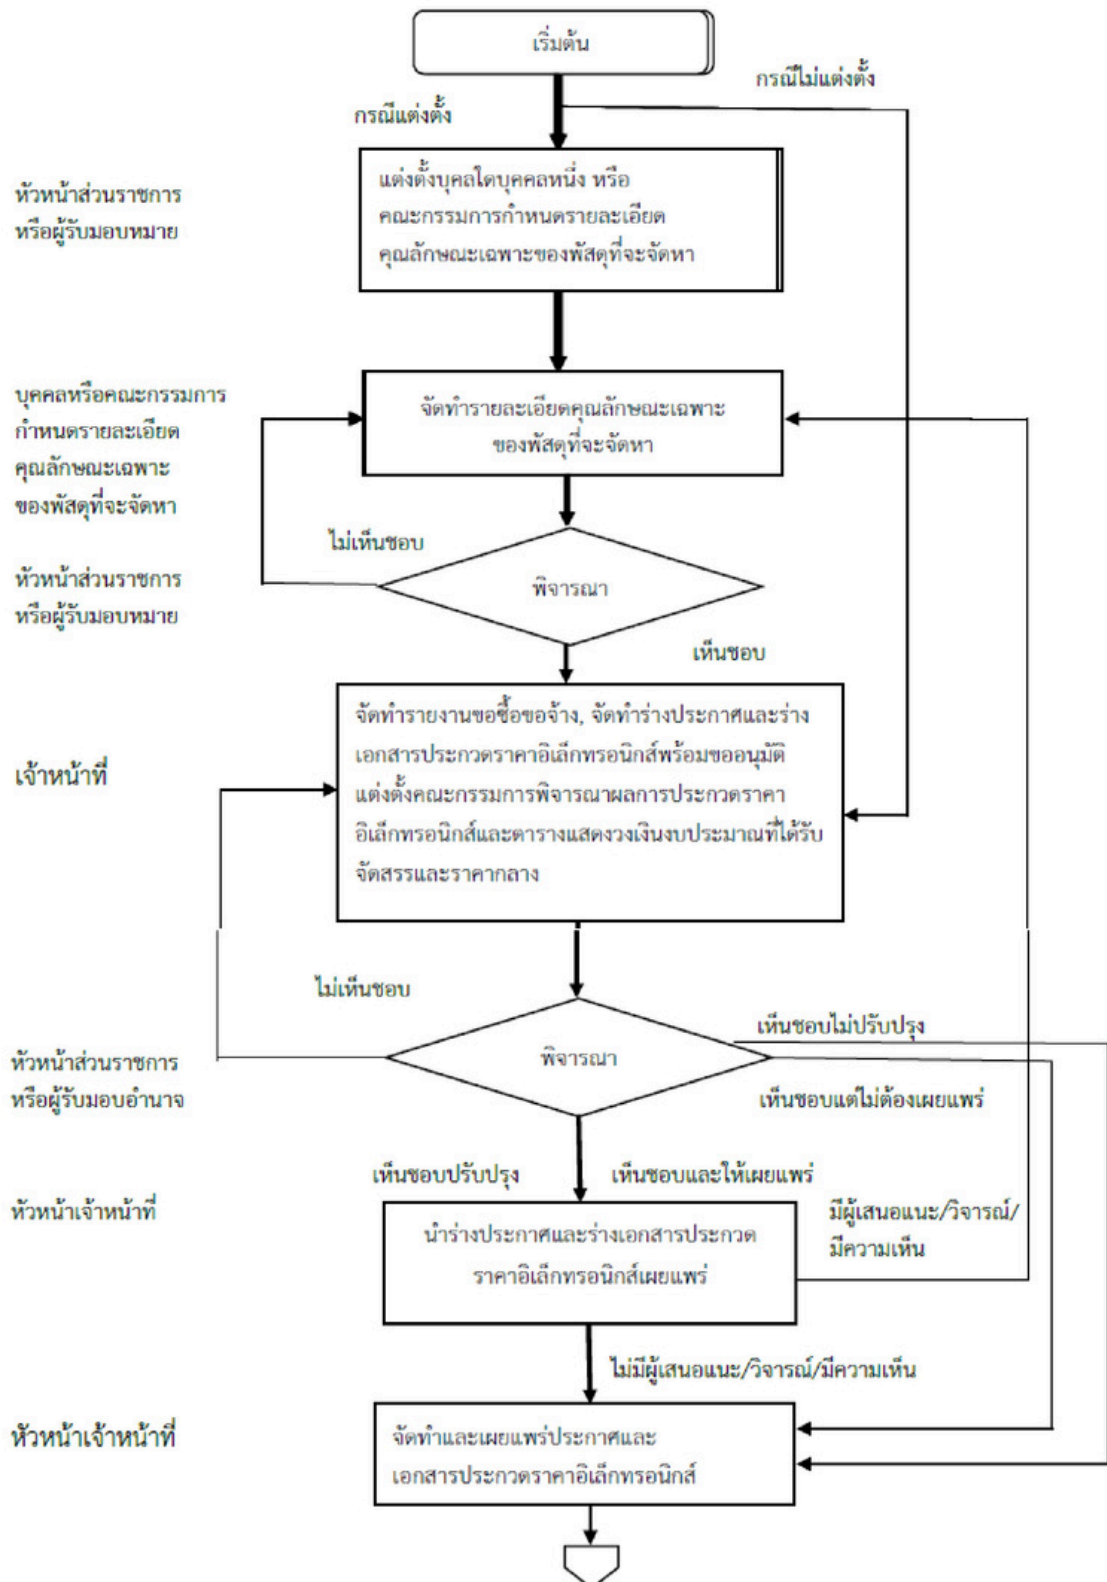 เริ่มต้น
กรณีไม่แต่งตั้ง
กรณีแต่งตั้ง
หัวหน้าส่วนราชการ
หรือผู้รับมอบหมาย
แต่งตั้งบุคลใดบุคคลหนึ่ง หรือ
คณะกรรมการกำหนดรายละเอียด
คุณลักษณะเฉพาะของพัสดุที่จะจัดหา
บุคคลหรือคณะกรรมการ
กำหนดรายละเอียด
คุณลักษณะเฉพาะ
ของพัสดุที่จะจัดหา
จัดทำรายละเอียดคุณลักษณะเฉพาะ
ของพัสดุที่จะจัดหา
ไม่เห็นชอบ
หัวหน้าส่วนราชการ
หรือผู้รับมอบหมาย
พิจารณา
เห็นชอบ
เจ้าหน้าที่
จัดทำรายงานขอซื้อขอจ้าง, จัดทำร่างประกาศและร่าง
เอกสารประกวดราคาอิเล็กทรอนิกส์พร้อมขออนุมัติ
แต่งตั้งคณะกรรมการพิจารณาผลการประกวดราคา
อิเล็กทรอนิกส์และตารางแสดงวงเงินงบประมาณที่ได้รับ
จัดสรรและราคากลาง
ไม่เห็นชอบ
เห็นชอบไม่ปรับปรุง
หัวหน้าส่วนราชการ
หรือผู้รับมอบอำนาจ
พิจารณา
เห็นชอบแต่ไม่ต้องเผยแพร่
เห็นชอบปรับปรุง
เห็นชอบและให้เผยแพร่
หัวหน้าเจ้าหน้าที่
นำร่างประกาศและร่างเอกสารประกวด
ราคาอิเล็กทรอนิกส์เผยแพร่
มีผู้เสนอแนะ/วิจารณ์/
มีความเห็น
ไม่มีผู้เสนอแนะ/วิจารณ์/มีความเห็น
หัวหน้าเจ้าหน้าที่
จัดทำและเผยแพร่ประกาศและ
เอกสารประกวดราคาอิเล็กทรอนิกส์